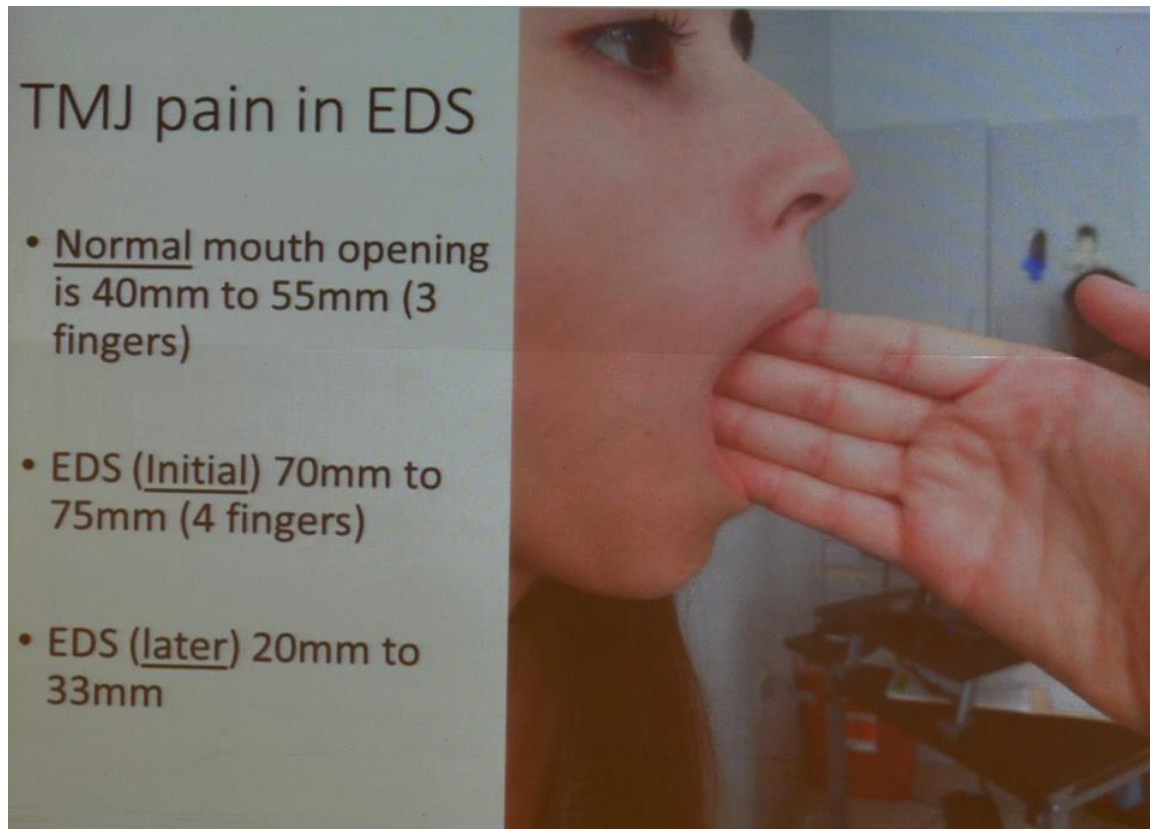 TMJ pain in EDS
• Normal mouth opening
is 40mm to 55mm (3
fingers)
• EDS (Initial) 70mm to
75mm (4 fingers)
• EDS (later) 20mm to
33mm